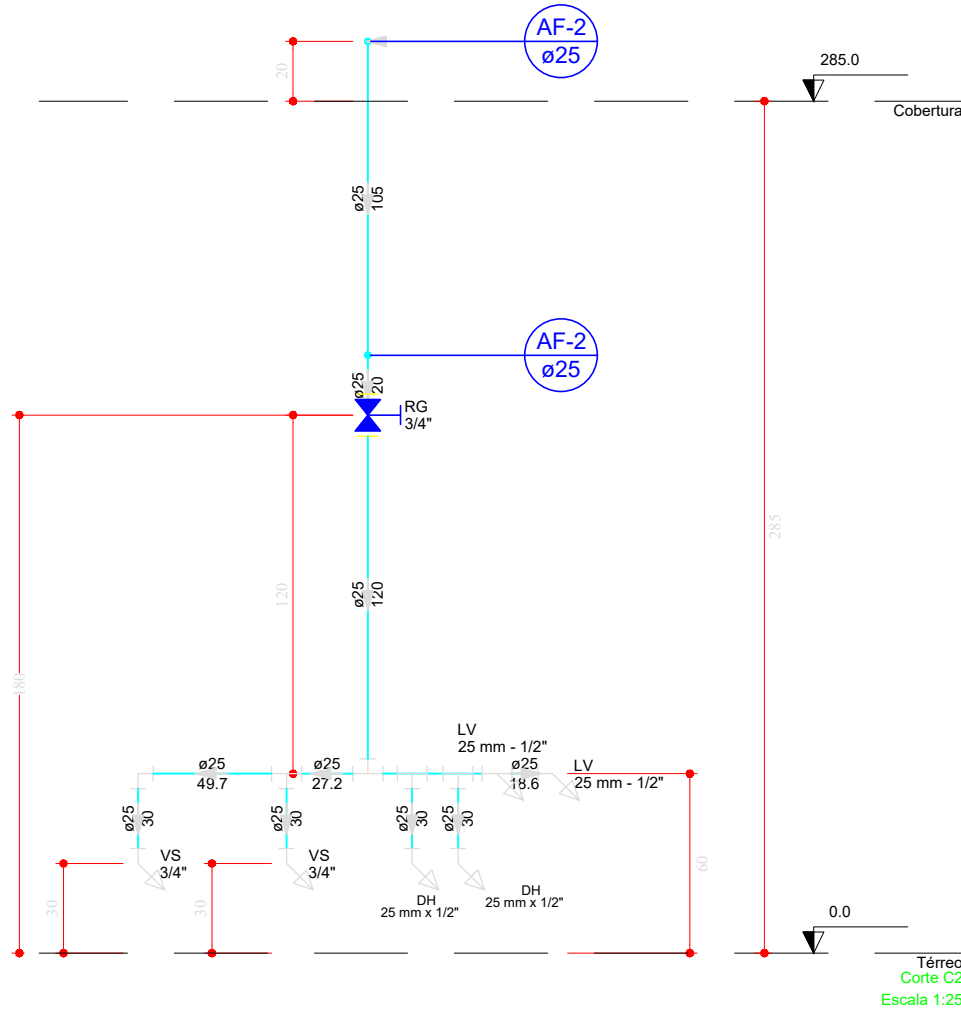 AF-2
ø25
285.0
Cobertura
20
ø25
105
AF-2
ø25
ø25
20
RG
3/4"
285
120
ø25
120
180
LV
25 mm - 1/2"
ø25
49.7
ø25
27.2
ø25
18.6
LV
25 mm - 1/2"
ø25
30
ø25
30
ø25
30
ø25
30
VS
3/4"
VS
3/4"
60
DH
25 mm x 1/2"
DH
25 mm x 1/2"
30
30
0.0
Térreo
Corte C2
Escala 1:25